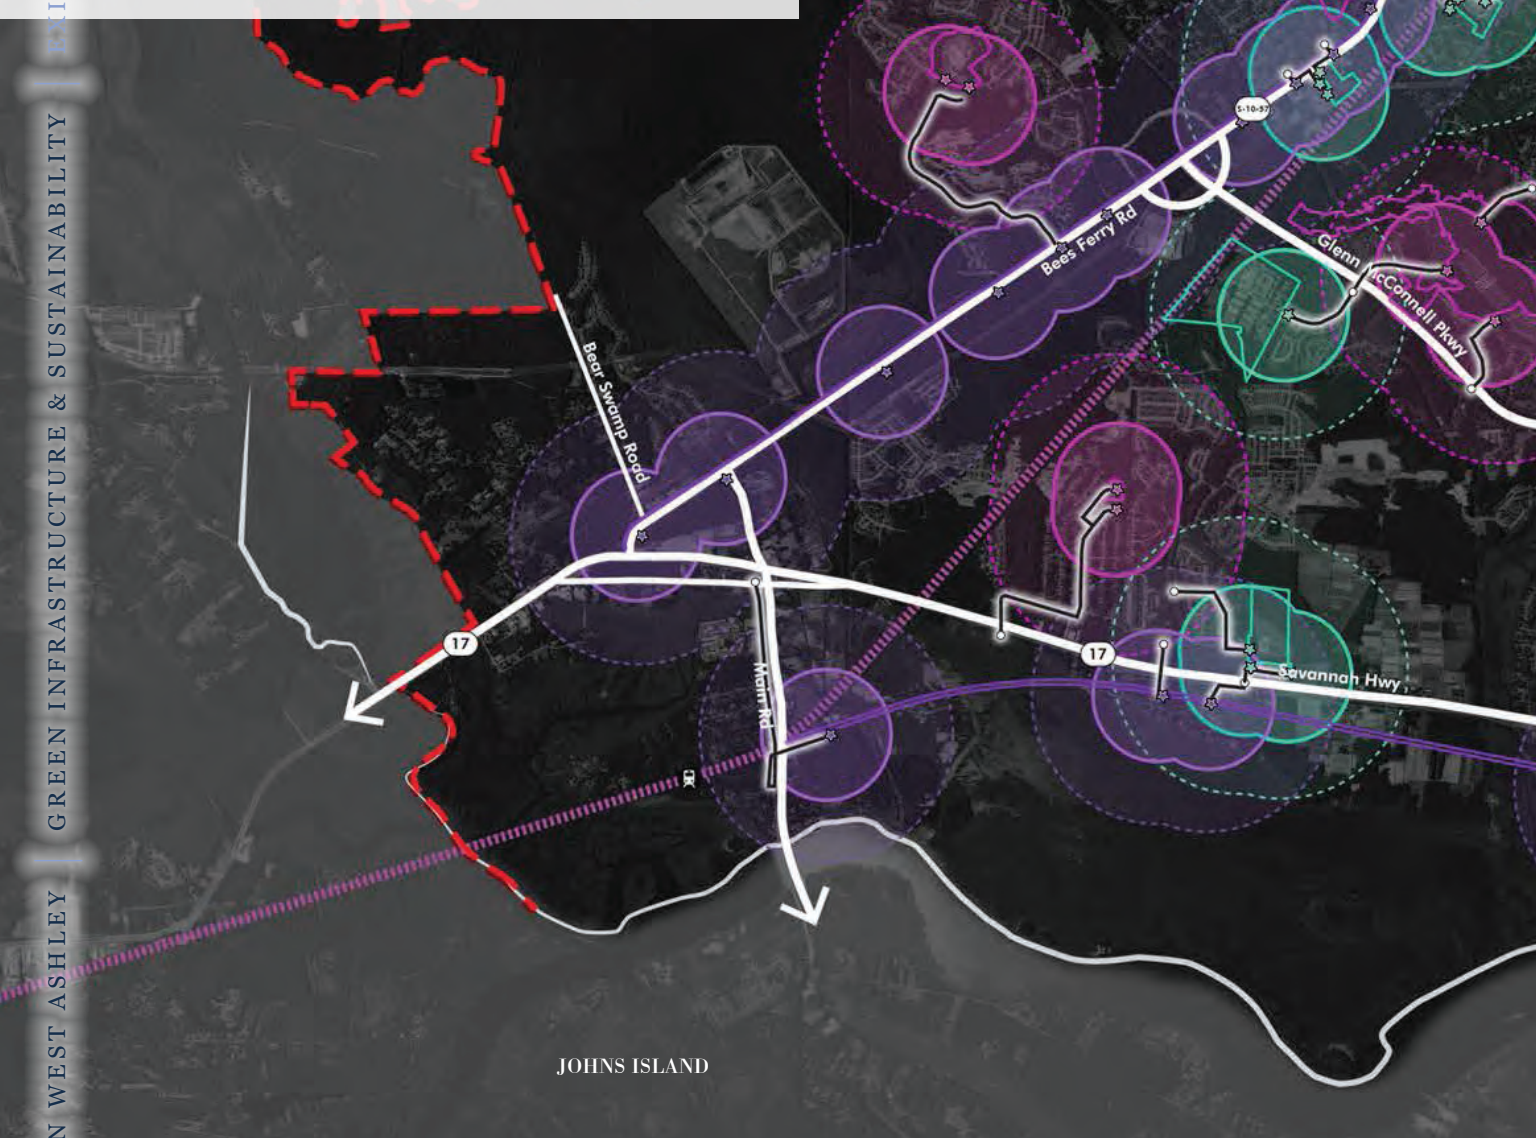 N WEST ASHLEY | GREEN INFRASTRUCTURE & SUSTAINABILITY |
S-10-57
Bees Ferry Rd
Glenn McConnell Pkwy
Bear Swamp Road
17
17
Savannah Hwy
Main Rd
JOHNS ISLAND